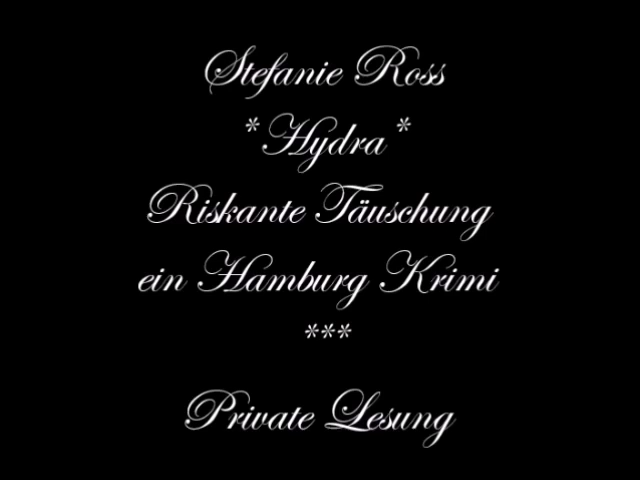 Stefanie Ross
*Hydra*
Riskante Täuschung
ein Hamburg Krimi
***
Private Lesung